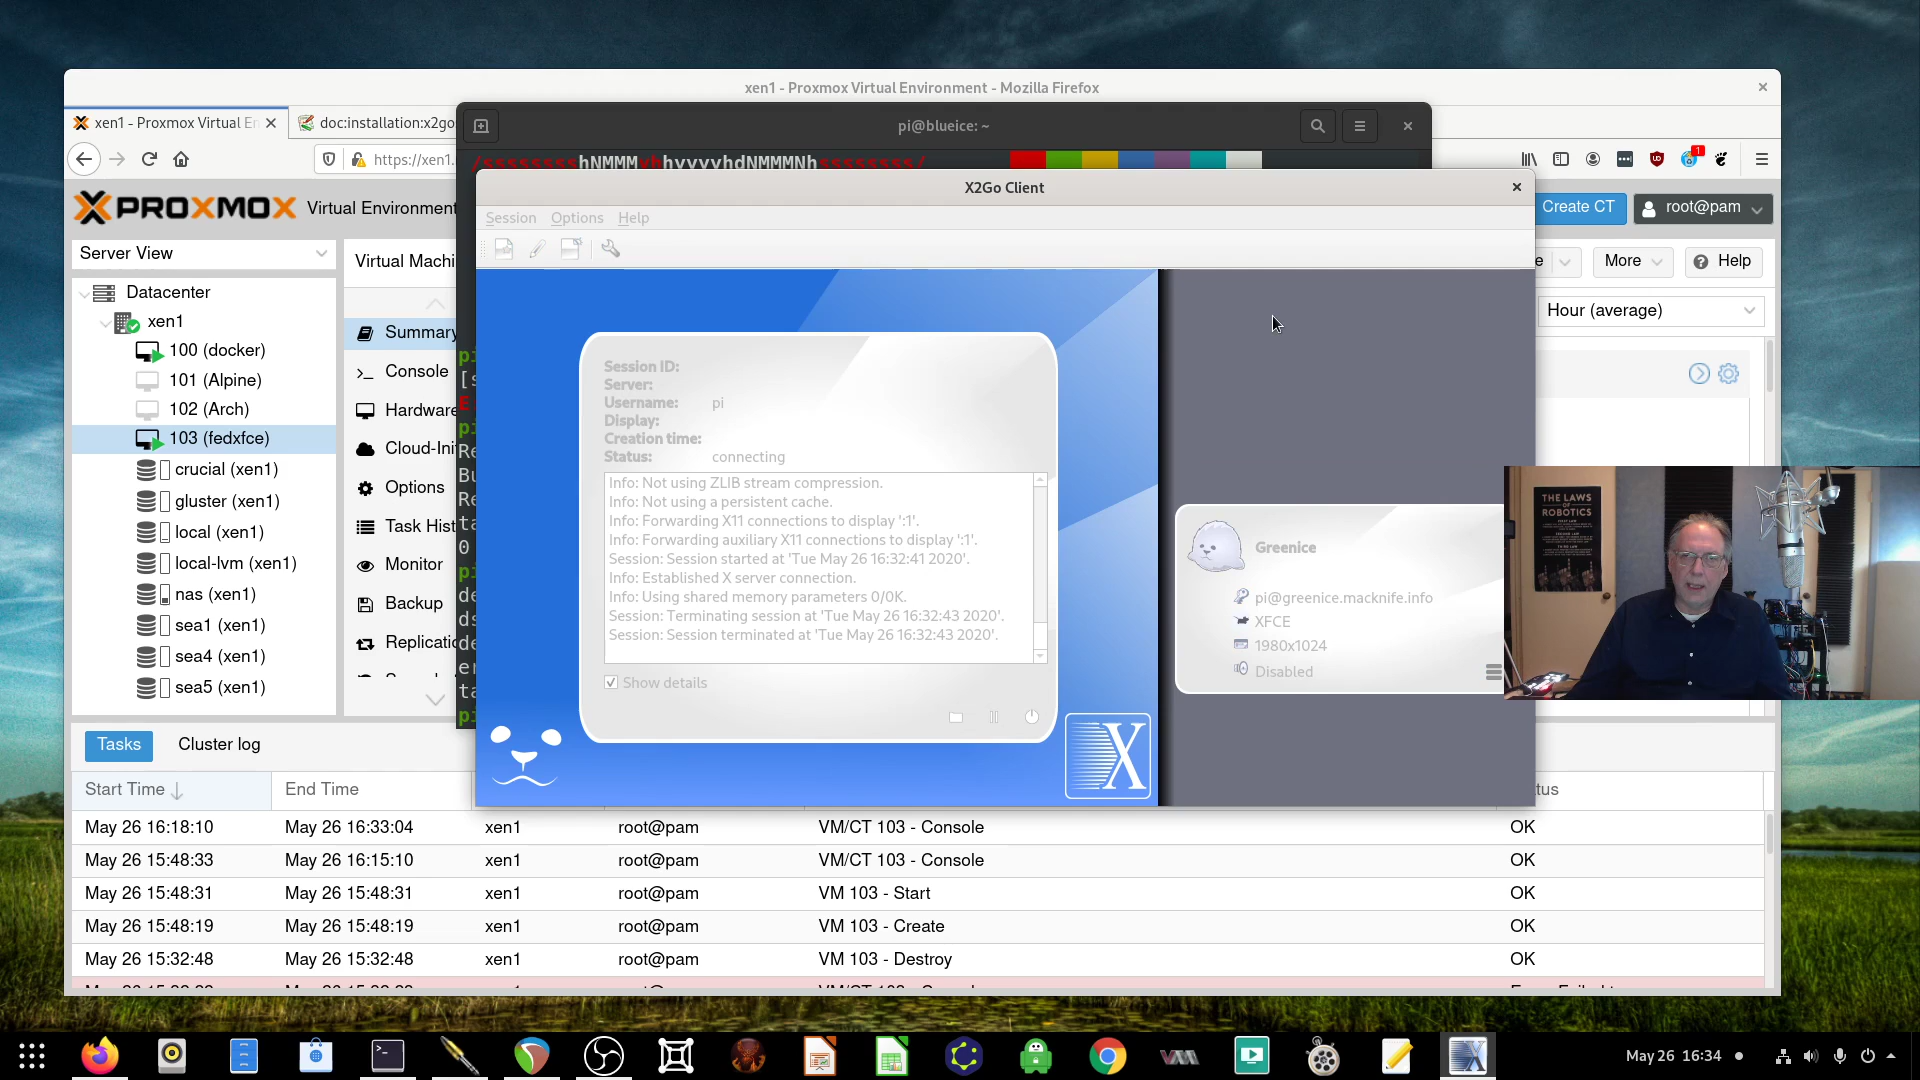 xen1 - Proxmox Virtual Environment - Mozilla Firefox
xen1 - Proxmox Virtual En
doc:installation:x2go
https://xen1.
PROXMOX Virtual Environment
Create CT
root@pam
Server View
Virtual Machi
More
Help
Hour (average)
Datacenter
xen1
100 (docker)
101 (Alpine)
102 (Arch)
103 (fedxfce)
crucial (xen1)
gluster (xen1)
local (xen1)
local-lvm (xen1)
nas (xen1)
sea1 (xen1)
sea4 (xen1)
sea5 (xen1)
Summary
Console
Hardware
Cloud-Init
Options
Task Hist
Monitor
Backup
Replicatio
pi@blueice: ~
X2Go Client
Session Options Help
Session ID:
Server:
Username: pi
Display:
Creation time:
Status: connecting
Info: Not using ZLIB stream compression.
Info: Not using a persistent cache.
Info: Forwarding X11 connections to display ':1'.
Info: Forwarding auxiliary X11 connections to display ':1'.
Session: Session started at 'Tue May 26 16:32:41 2020'.
Info: Established X server connection.
Info: Using shared memory parameters 0/0K.
Session: Terminating session at 'Tue May 26 16:32:43 2020'.
Session: Session terminated at 'Tue May 26 16:32:43 2020'.
Show details
X
Greenice
pi@greenice.macknife.info
XFCE
1980x1024
Disabled
THE LAWS
OF
ROBOTICS
Tasks
Cluster log
Start Time End Time tus
May 26 16:18:10 May 26 16:33:04 xen1 root@pam VM/CT 103 - Console OK
May 26 15:48:33 May 26 16:15:10 xen1 root@pam VM/CT 103 - Console OK
May 26 15:48:31 May 26 15:48:31 xen1 root@pam VM 103 - Start OK
May 26 15:48:19 May 26 15:48:19 xen1 root@pam VM 103 - Create OK
May 26 15:32:48 May 26 15:32:48 xen1 root@pam VM 103 - Destroy OK
May 26 16:34